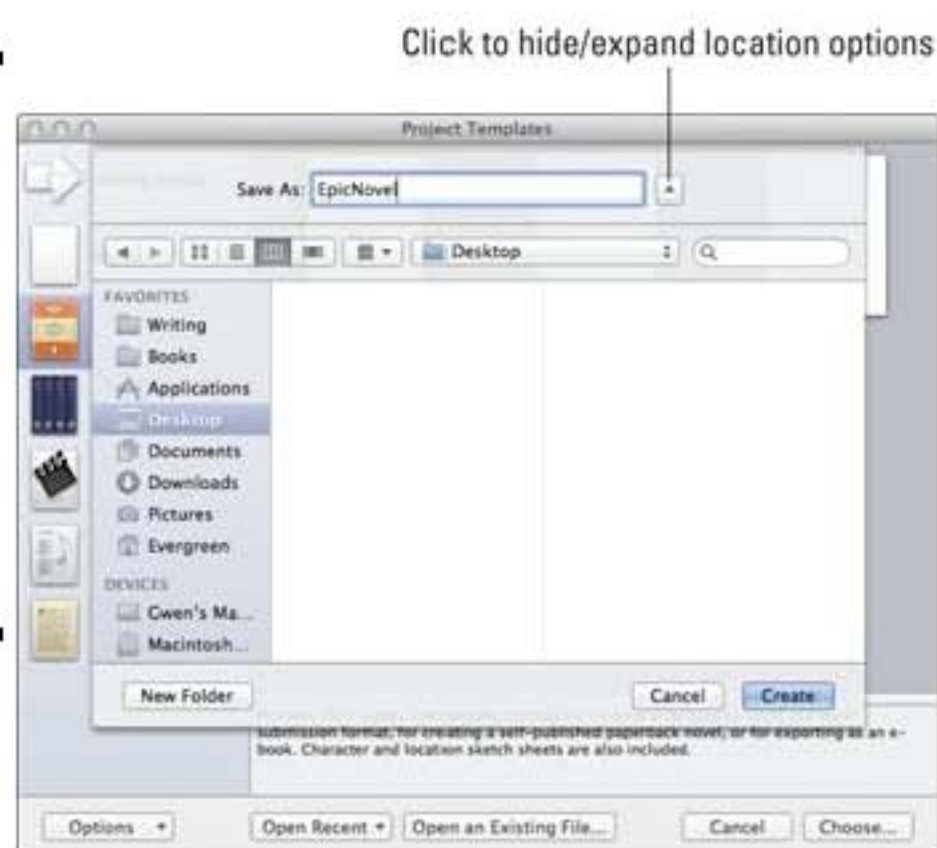 Click to hide/expand location options
Project Templates
Save As: EpicNovel
Desktop
FAVORITES
Writing
Books
Applications
Desktop
Documents
Downloads
Pictures
Evergreen
DEVICES
Gwen's Ma...
Macintosh...
New Folder
Cancel
Create
submission format, for creating a self-published paperback novel, or for exporting as an e-
book. Character and location sketch sheets are also included.
Options
Open Recent
Open an Existing File...
Cancel
Choose...